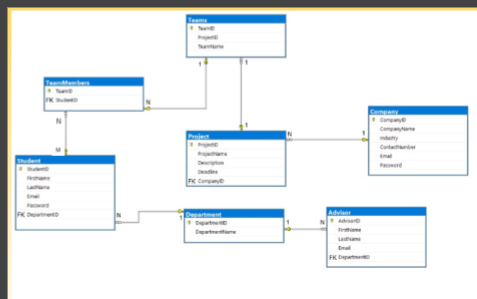 Teams
TeamID
ProjectID
TeamName
1
1
TeamMembers
TeamID
FK StudentID
N
N
M
1
Project
ProjectID
ProjectName
Description
Deadline
FK CompanyID
N
1
Company
CompanyID
CompanyName
Industry
ContactNumber
Email
Password
Student
StudentID
FirstName
LastName
Email
Password
FK DepartmentID
N
1
Department
DepartmentID
DepartmentName
1
N
Advisor
AdvisorID
FirstName
LastName
Email
FK DepartmentID